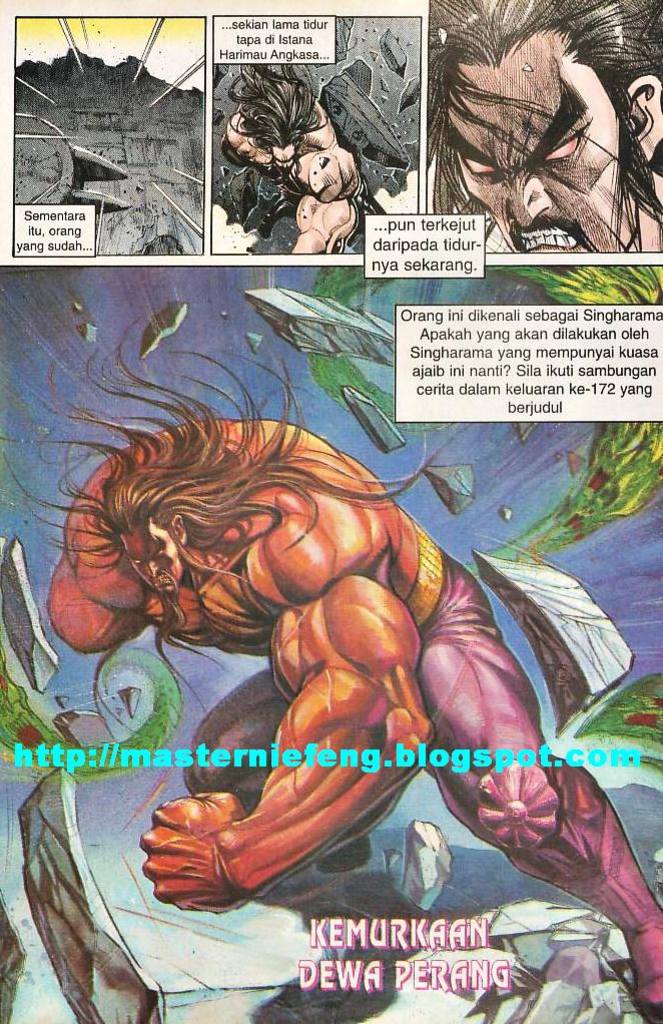 Sementara
itu, orang
yang sudah...
...sekian lama tidur
tapa di Istana
Harimau Angkasa...
...pun terkejut
daripada tidur-
nya sekarang.
Orang ini dikenali sebagai Singharama
Apakah yang akan dilakukan oleh
Singharama yang mempunyai kuasa
ajaib ini nanti? Sila ikuti sambungan
cerita dalam keluaran ke-172 yang
berjudul
http://masterniefeng.blogspot.com
KEMURKAAN
DEWA PERANG